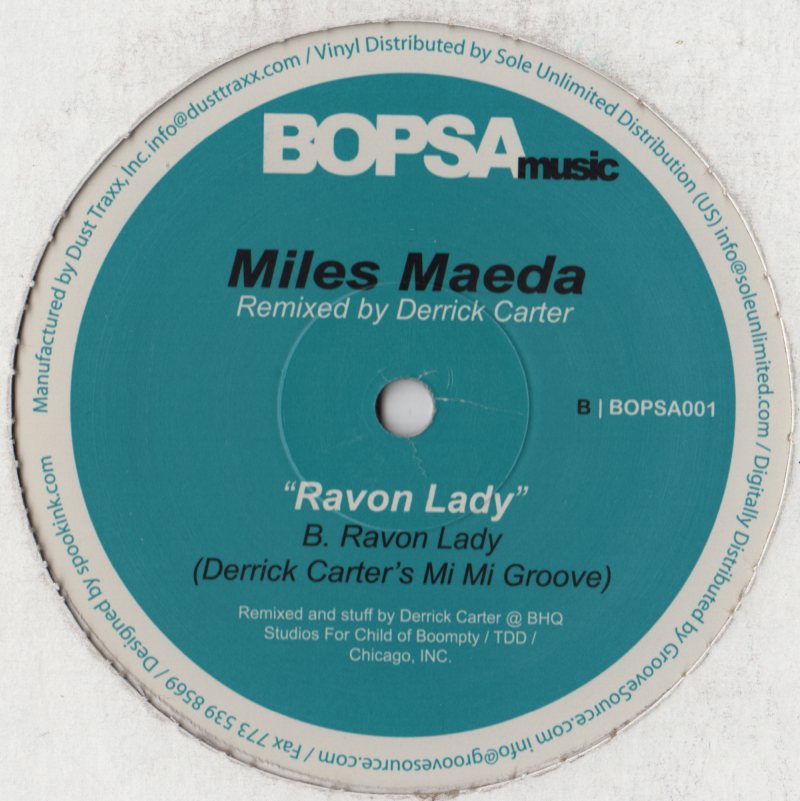 BOPSA music
Miles Maeda
Remixed by Derrick Carter
B | BOPSA001
“Ravon Lady”
B. Ravon Lady
(Derrick Carter's Mi Mi Groove)
Remixed and stuff by Derrick Carter @ BHQ
Studios For Child of Boompty / TDD /
Chicago, INC.
Manufactured by Dust Traxx, Inc. info@dusttraxx.com / Vinyl Distributed by Sole Unlimited Distribution (US) info@soleunlimited.com / Digitally Distributed by GrooveSource.com info@groovesource.com / Fax 773 539 8569 / Designed by spookink.com